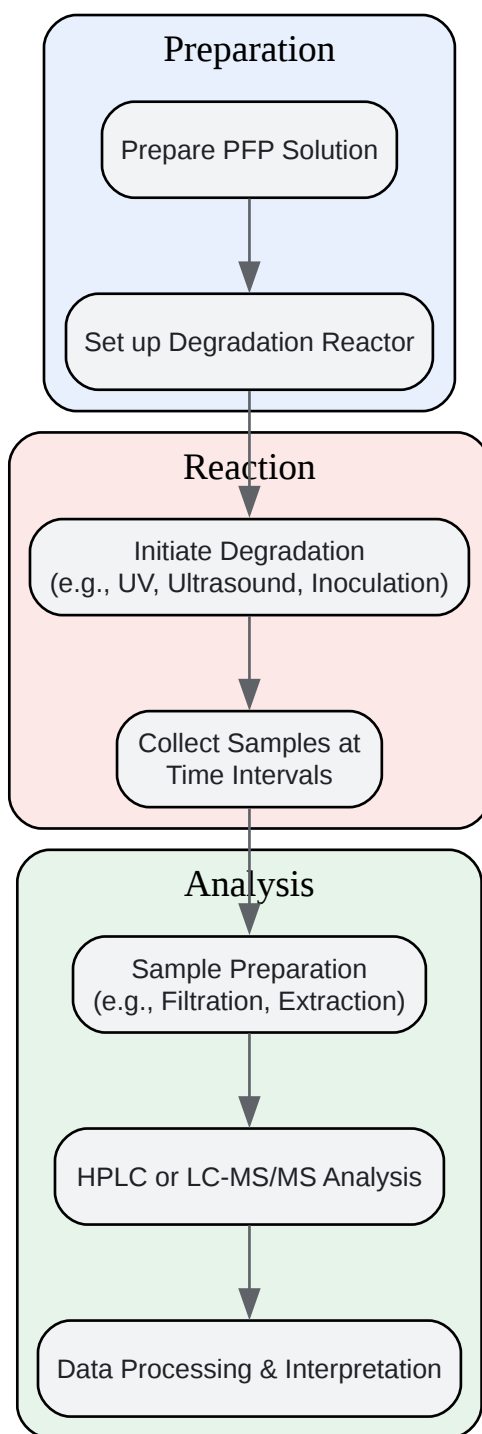 Preparation
Prepare PFP Solution
Set up Degradation Reactor
Reaction
Initiate Degradation
(e.g., UV, Ultrasound, Inoculation)
Collect Samples at
Time Intervals
Analysis
Sample Preparation
(e.g., Filtration, Extraction)
HPLC or LC-MS/MS Analysis
Data Processing & Interpretation